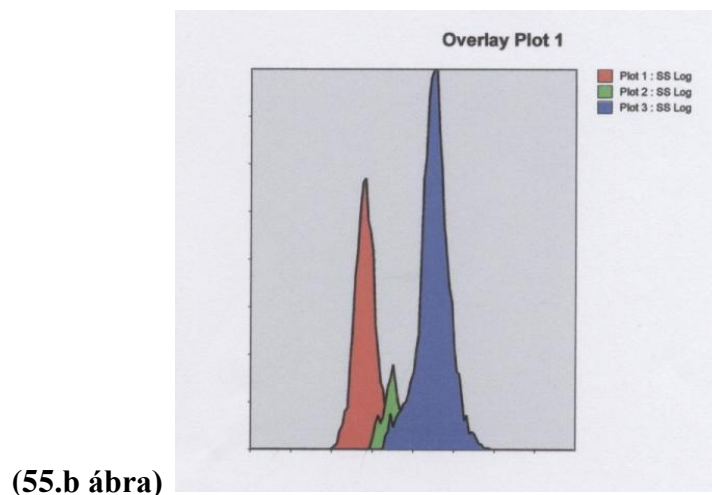 Overlay Plot 1
Plot 1 : SS Log
Plot 2 : SS Log
Plot 3 : SS Log
(55.b ábra)